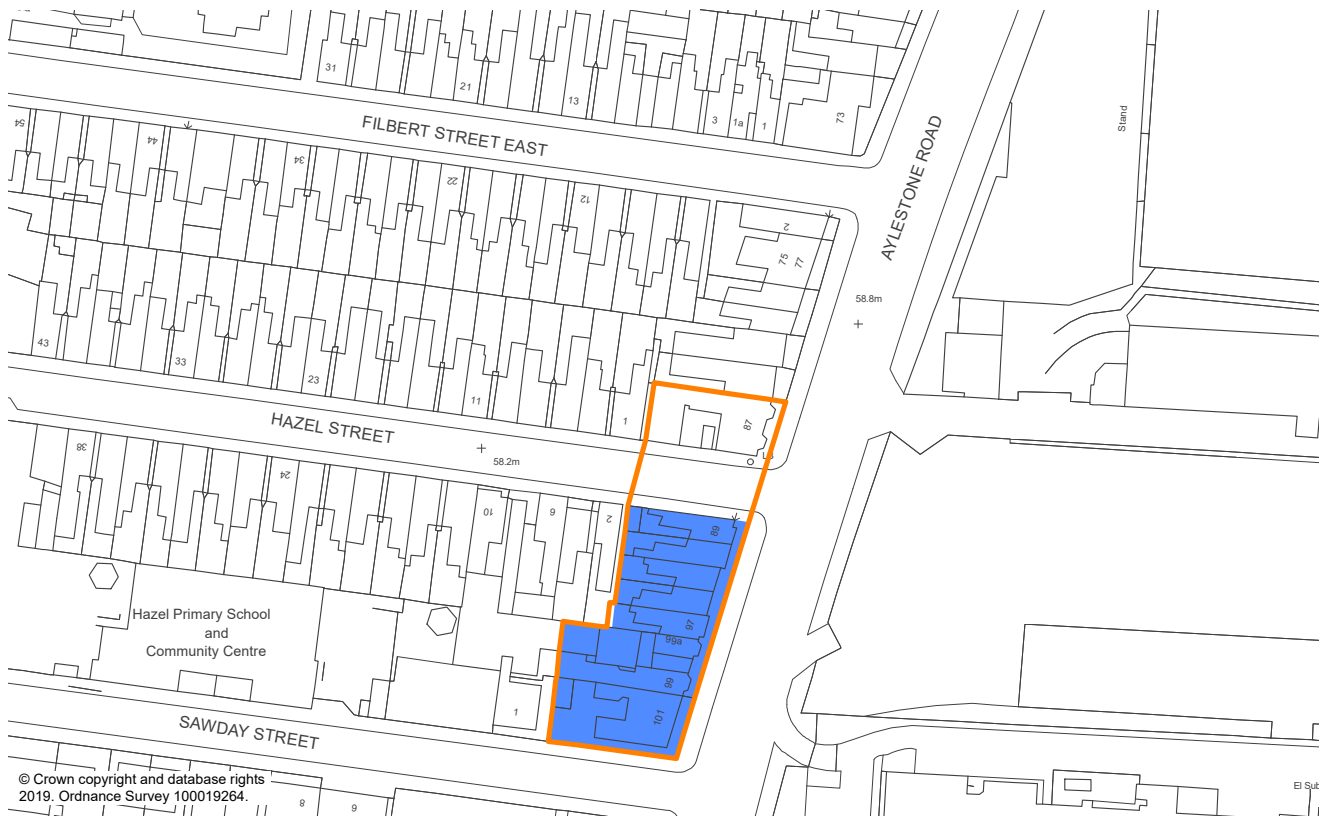 31
21
13
3
1a
1
73
Stand
FILBERT STREET EAST
AYLESTONE ROAD
54
44
34
22
12
2
75
77
58.8m
43
33
23
11
1
87
HAZEL STREET
58.2m
38
24
10
6
2
89
97
99a
99
101
Hazel Primary School
and
Community Centre
1
SAWDAY STREET
8
6
El Sub
© Crown copyright and database rights
2019. Ordnance Survey 100019264.